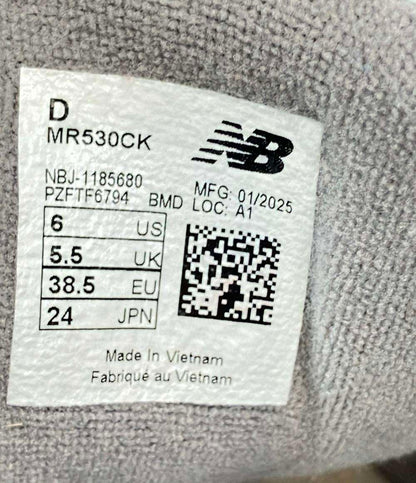 D
MR530CK
NB
NBJ-1185680
PZFTF6794 BMD
MFG: 01/2025
LOC: A1
6 US
5.5 UK
38.5 EU
24 JPN
Made In Vietnam
Fabriqué au Vietnam